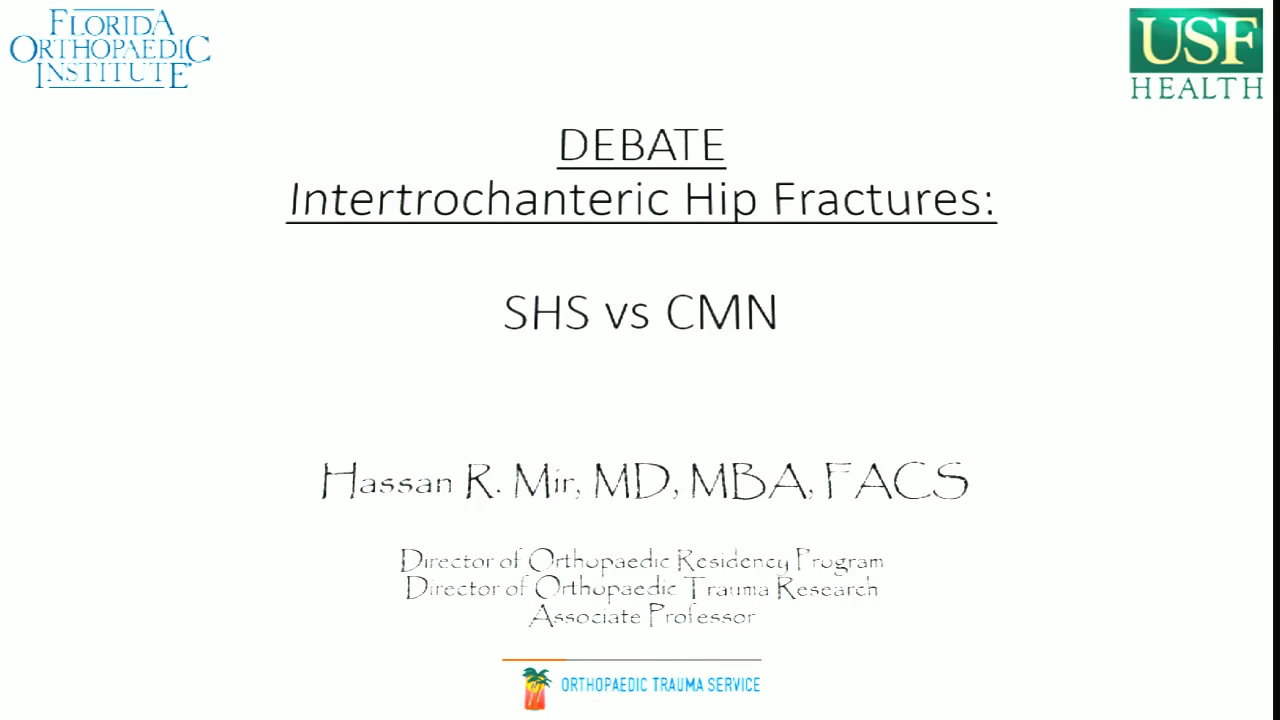 FLORIDA
ORTHOPAEDIC
INSTITUTE
USF
HEALTH
DEBATE
Intertrochanteric Hip Fractures:
SHS vs CMN
Hassan R. Mir, MD, MBA, FACS
Director of Orthopaedic Residency Program
Director of Orthopaedic Trauma Research
Associate Professor
ORTHOPAEDIC TRAUMA SERVICE